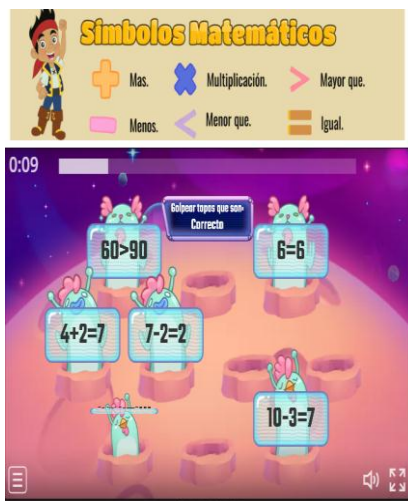 Símbolos Matemáticos
Mas. Multiplicación. Mayor que.
Menos. Menor que. Igual.
0:09
Golpear topos que son:
Correcto
60>90 6=6
4+2=7 7-2=2
10-3=7